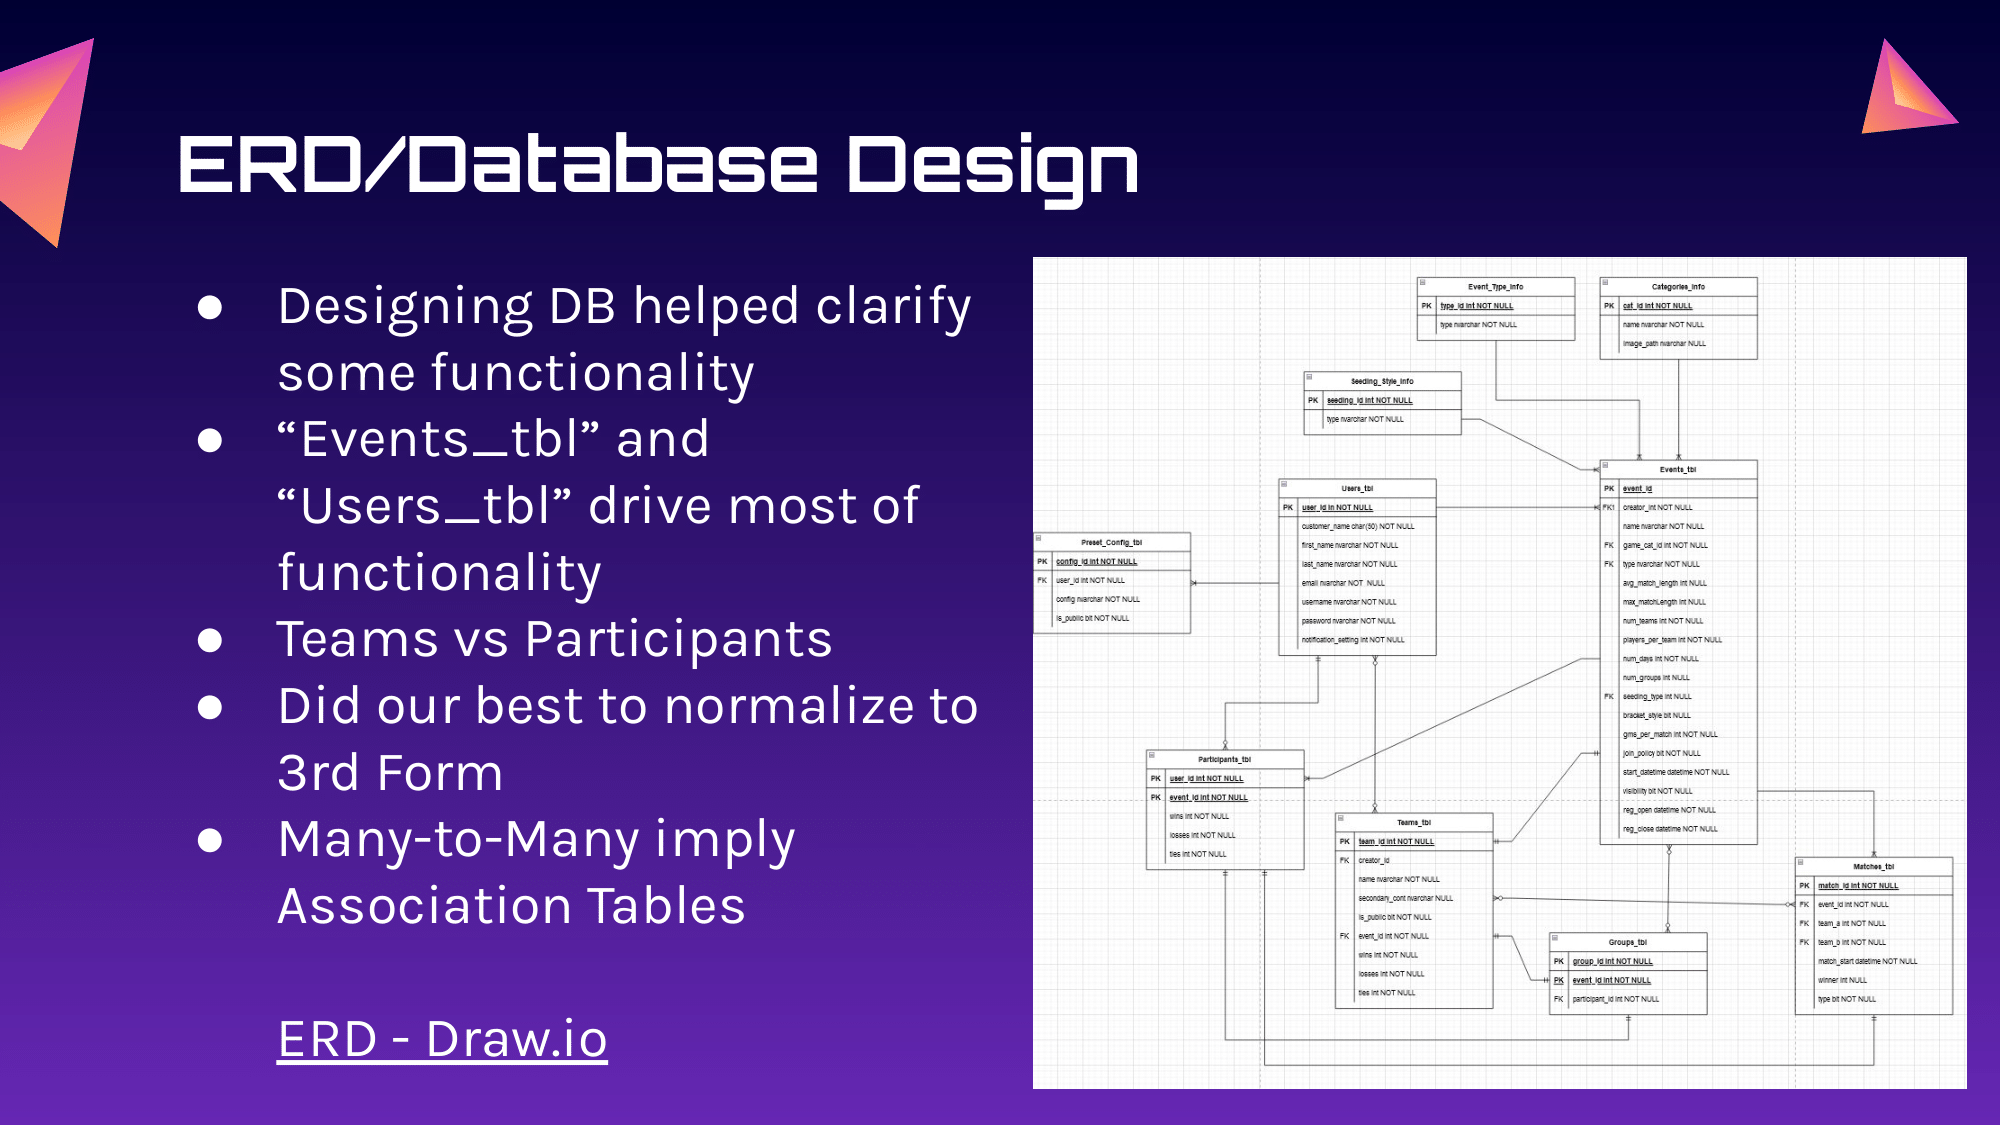 ERD/Database Design
● Designing DB helped clarify
some functionality
● “Events_tbl” and
“Users_tbl” drive most of
functionality
● Teams vs Participants
● Did our best to normalize to
3rd Form
● Many-to-Many imply
Association Tables
ERD - Draw.io
Event_Type_Info
PK type_id int NOT NULL
type nvarchar NOT NULL
Categories_Info
PK cat_id int NOT NULL
name nvarchar NOT NULL
image_path nvarchar NULL
Seeding_Style_Info
PK seeding_id int NOT NULL
type nvarchar NOT NULL
Users_tbl
PK user_id in NOT NULL
customer_name char(50) NOT NULL
first_name nvarchar NOT NULL
last_name nvarchar NOT NULL
email nvarchar NOT NULL
username nvarchar NOT NULL
password nvarchar NOT NULL
notification_setting int NOT NULL
Preset_Config_tbl
PK config_id int NOT NULL
FK user_id int NOT NULL
config nvarchar NOT NULL
is_public bit NOT NULL
Events_tbl
PK event_id
FK1 creator_int NOT NULL
name nvarchar NOT NULL
FK game_cat_id int NOT NULL
FK type nvarchar NOT NULL
avg_match_length int NULL
max_matchLength int NULL
num_teams int NOT NULL
players_per_team int NOT NULL
num_days int NOT NULL
num_groups int NULL
FK seeding_type int NULL
bracket_style bit NULL
gms_per_match int NOT NULL
join_policy bit NOT NULL
start_datetime datetime NOT NULL
visibility bit NOT NULL
reg_open datetime NOT NULL
reg_close datetime NOT NULL
Participants_tbl
PK user_id int NOT NULL
PK event_id int NOT NULL
wins int NOT NULL
losses int NOT NULL
ties int NOT NULL
Teams_tbl
PK team_id int NOT NULL
FK creator_id
name nvarchar NOT NULL
secondary_cont nvarchar NULL
is_public bit NOT NULL
FK event_id int NOT NULL
wins int NOT NULL
losses int NOT NULL
ties int NOT NULL
Matches_tbl
PK match_id int NOT NULL
FK event_id int NOT NULL
FK team_a int NOT NULL
FK team_b int NOT NULL
match_start datetime NOT NULL
winner int NULL
type bit NOT NULL
Groups_tbl
PK group_id int NOT NULL
PK event_id int NOT NULL
FK participant_id int NOT NULL